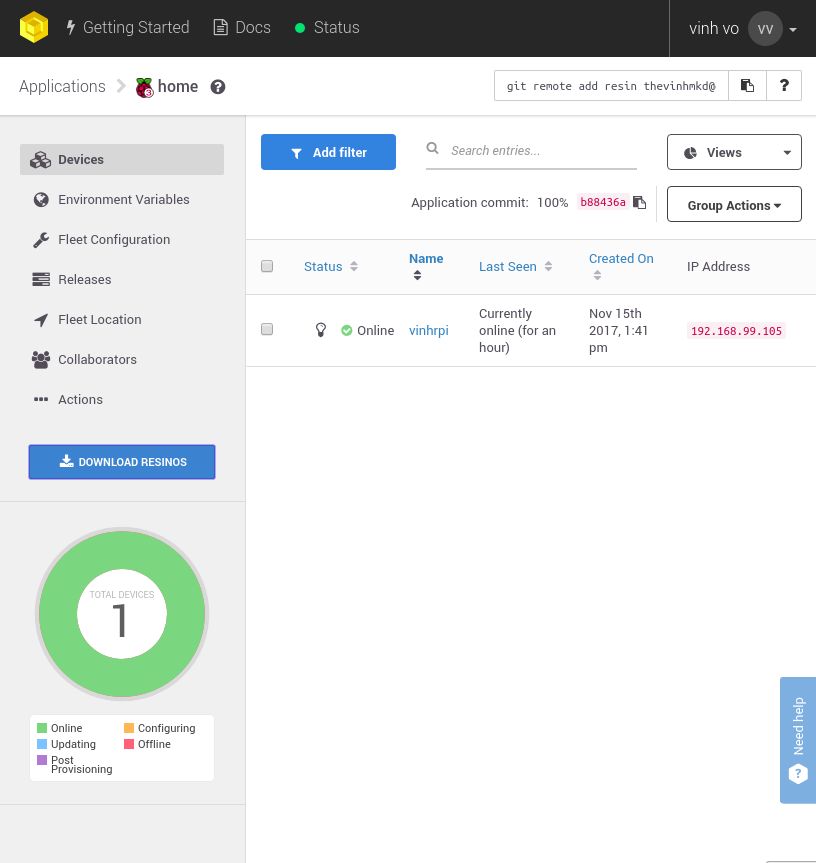 Getting Started Docs Status vinh vo VV
Applications home ?
3
git remote add resin thevinhmkd@ ?
Devices
Environment Variables
Fleet Configuration
Releases
Fleet Location
Collaborators
Actions
DOWNLOAD RESINOS
TOTAL DEVICES
1
Online Configuring
Updating Offline
Post
Provisioning
Add filter Search entries... Views
Application commit: 100% b88436a Group Actions
Status Name Last Seen Created On IP Address
Online vinhrpi
Currently
online (for an
hour)
Nov 15th
2017, 1:41
pm
192.168.99.105
Need help
?